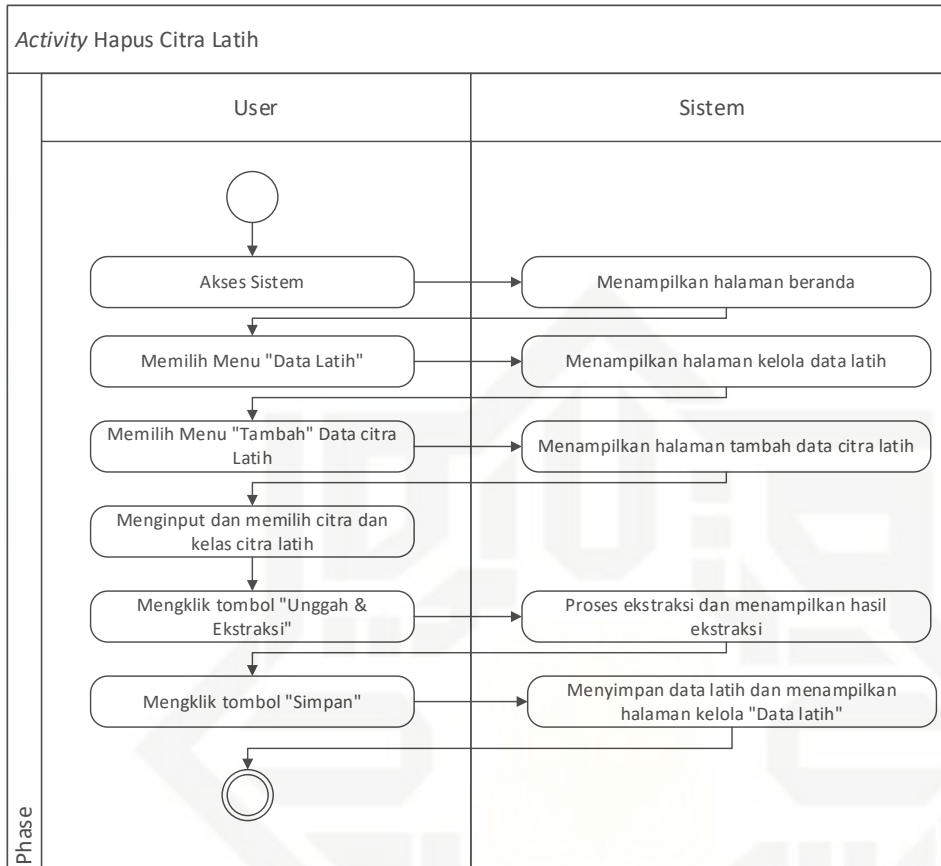 Activity Hapus Citra Latih
User
Sistem
Akses Sistem
Menampilkan halaman beranda
Memilih Menu "Data Latih"
Menampilkan halaman kelola data latih
Memilih Menu "Tambah" Data citra
Latih
Menampilkan halaman tambah data citra latih
Menginput dan memilih citra dan
kelas citra latih
Mengklik tombol "Unggah &
Ekstraksi"
Proses ekstraksi dan menampilkan hasil
ekstraksi
Mengklik tombol "Simpan"
Menyimpan data latih dan menampilkan
halaman kelola "Data latih"
Phase